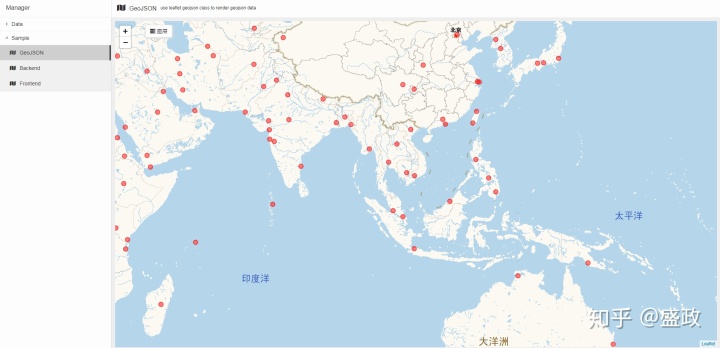 Manager
Data
Sample
GeoJSON
Backend
Frontend
GeoJSON use leaflet geojson class to render geojson data
+
−
图层
北京
太平洋
印度洋
大洋洲
知乎 @盛政
Leaflet